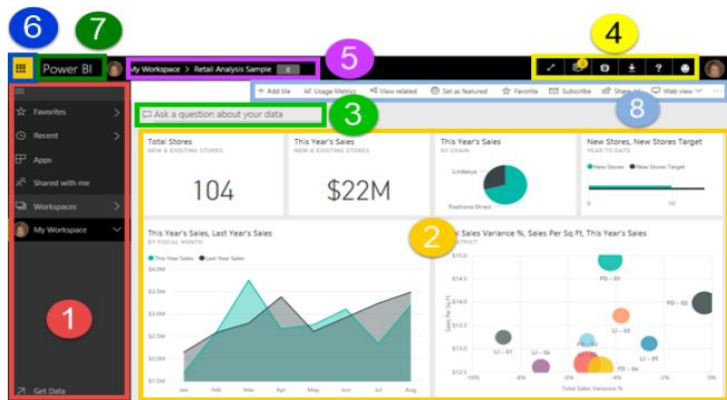 6
7
5
4
Power BI
My Workspace > Retail Analysis Sample
+ Add tile Usage Metrics View related Set as featured Favorite Subscribe Share Web view ...
8
Favorites >
Ask a question about your data
3
Recent >
Apps
Shared with me
Workspaces >
My Workspace
1
Get Data
Total Stores
NEW & EXISTING STORES
104
This Year's Sales
NEW & EXISTING STORES
$22M
This Year's Sales
BY CHAIN
Lindseys
Fashions Direct
New Stores, New Stores Target
YEAR TO DATE
New Stores New Stores Target
0 10
2
This Year's Sales, Last Year's Sales
BY FISCAL MONTH
This Year Sales Last Year Sales
$4.0M
$3.5M
$3.0M
$2.5M
$2.0M
$1.5M
Jan Feb Mar Apr May Jun Jul Aug
Sales Variance %, Sales Per Sq Ft, This Year's Sales
Sales Per Sq Ft
$15.0
$14.5
$14.0
$13.5
$13.0
$12.5
FD - 01
FD - 02
LI - 03
LI - 01
LI - 05
LI - 04
FD - 04
-10% -8% -6% -4% -2% 0%
Total Sales Variance %